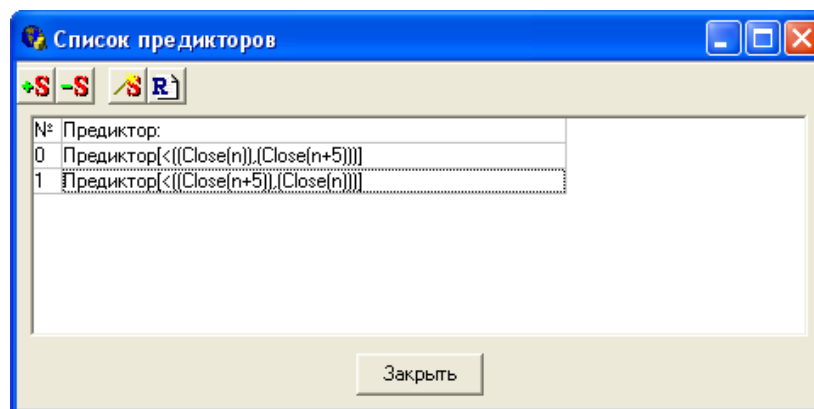 Список предикторов
+S -S S R
№ Предиктор:
0 Предиктор[<((Close(n)),(Close(n+5)))]
1 Предиктор[<((Close(n+5)),(Close(n)))]
Закрыть